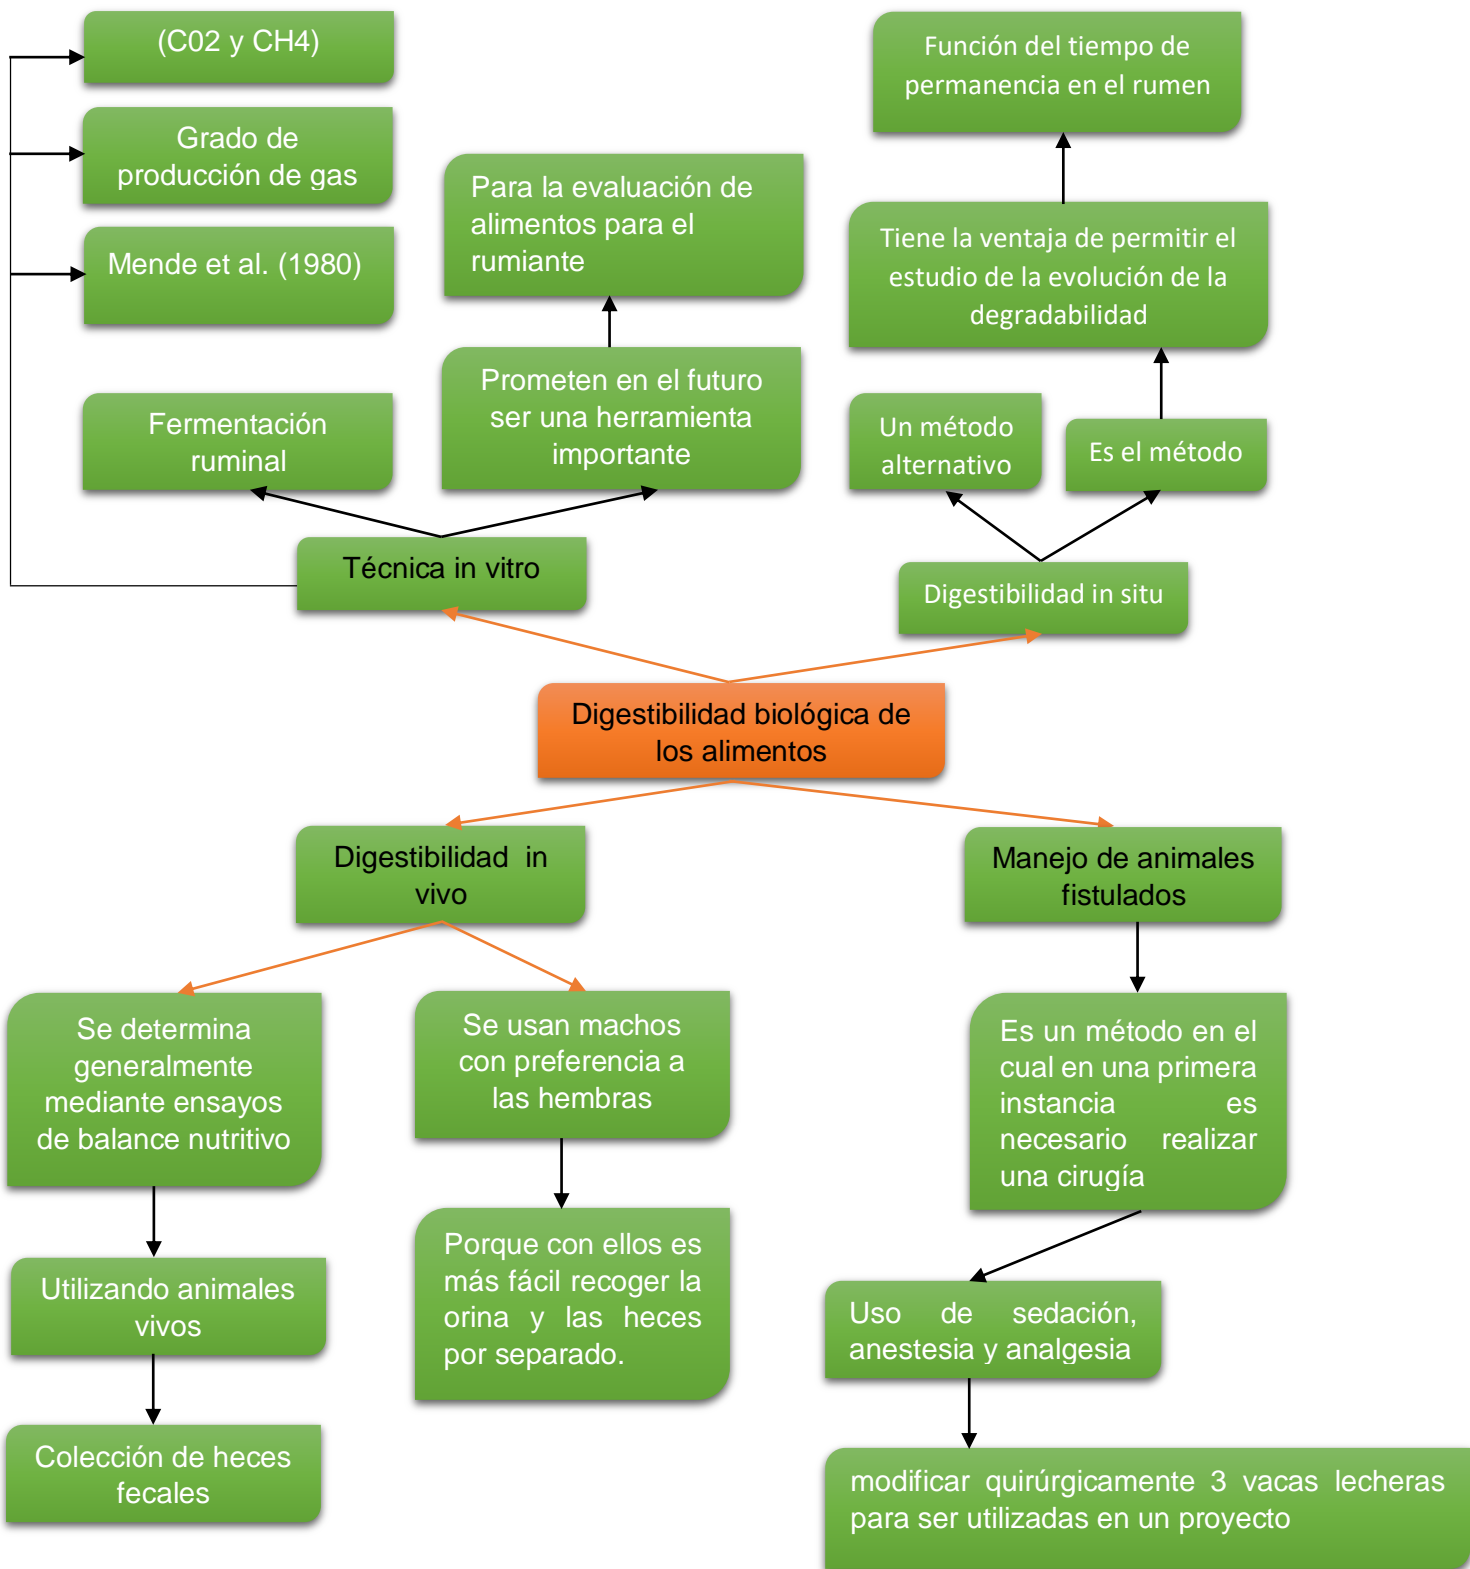 (C02 y CH4)
Grado de
producción de gas
Mende et al. (1980)
Fermentación
ruminal
Para la evaluación de
alimentos para el
rumiante
Prometen en el futuro
ser una herramienta
importante
Técnica in vitro
Función del tiempo de
permanencia en el rumen
Tiene la ventaja de permitir el
estudio de la evolución de la
degradabilidad
Un método
alternativo
Es el método
Digestibilidad in situ
Digestibilidad biológica de
los alimentos
Digestibilidad in
vivo
Se determina
generalmente
mediante ensayos
de balance nutritivo
Utilizando animales
vivos
Colección de heces
fecales
Se usan machos
con preferencia a
las hembras
Porque con ellos es
más fácil recoger la
orina y las heces
por separado.
Manejo de animales
fistulados
Es un método en el
cual en una primera
instancia es
necesario realizar
una cirugía
Uso de sedación,
anestesia y analgesia
modificar quirúrgicamente 3 vacas lecheras
para ser utilizadas en un proyecto